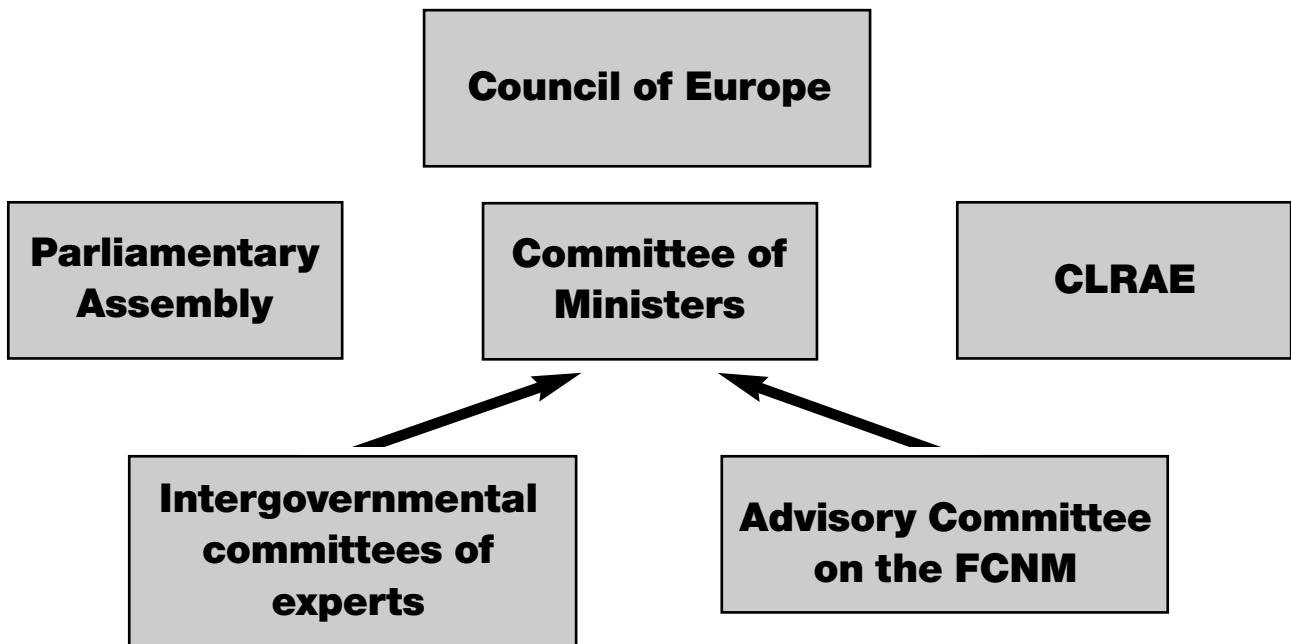 Council of Europe
Parliamentary
Assembly
Committee of
Ministers
CLRAE
Intergovernmental
committees of
experts
Advisory Committee
on the FCNM